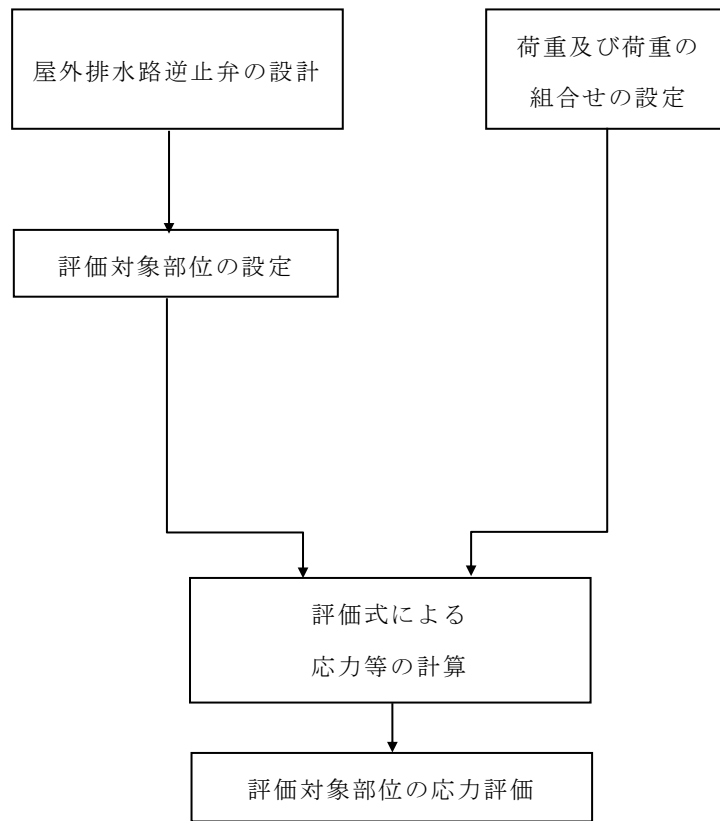 屋外排水路逆止弁の設計
荷重及び荷重の
組合せの設定
評価対象部位の設定
評価式による
応力等の計算
評価対象部位の応力評価